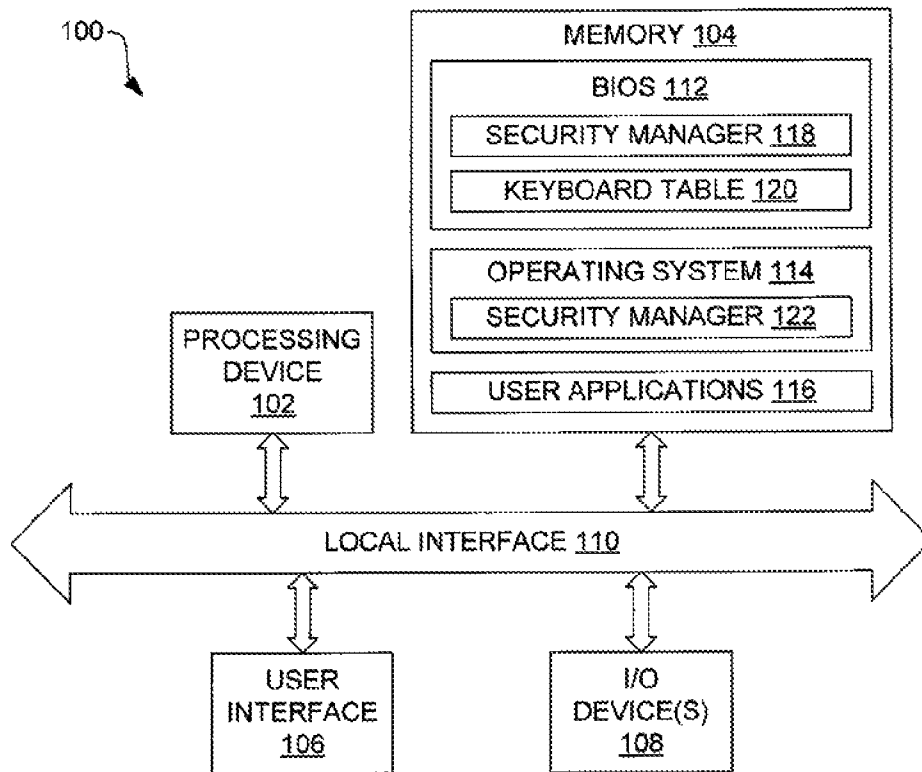 100
MEMORY 104
BIOS 112
SECURITY MANAGER 118
KEYBOARD TABLE 120
OPERATING SYSTEM 114
SECURITY MANAGER 122
USER APPLICATIONS 116
PROCESSING
DEVICE
102
LOCAL INTERFACE 110
USER
INTERFACE
106
I/O
DEVICE(S)
108